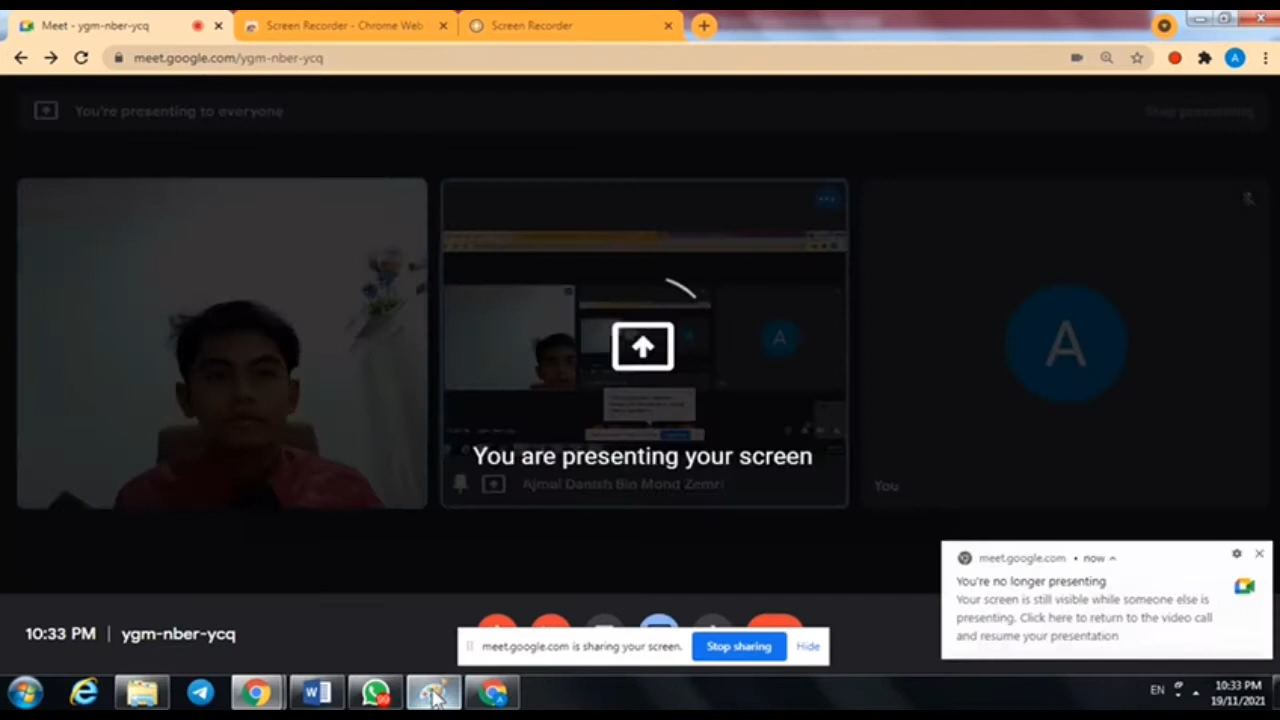 Meet - ygm-nber-ycq
Screen Recorder - Chrome Web
Screen Recorder
meet.google.com/ygm-nber-ycq
A
You're presenting to everyone
Stop presenting
A
A
You are presenting your screen
Ajmal Danish Bin Mohd Zemri
You
meet.google.com • now
You're no longer presenting
Your screen is still visible while someone else is
presenting. Click here to return to the video call
and resume your presentation
10:33 PM | ygm-nber-ycq
meet.google.com is sharing your screen.
Stop sharing
Hide
W
99
EN
10:33 PM
19/11/2021